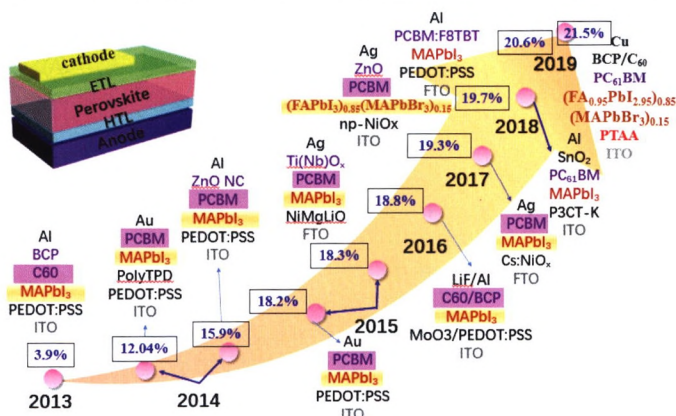 cathode
ETL
Perovskite
HTL
Anode
Al
BCP
C60
MAPbI₃
PEDOT:PSS
ITO
3.9%
2013
Au
PCBM
MAPbI₃
PolyTPD
PEDOT:PSS
ITO
12.04%
Al
ZnO NC
PCBM
MAPbI₃
PEDOT:PSS
ITO
15.9%
2014
Au
PCBM
MAPbI₃
PEDOT:PSS
ITO
18.2%
Ag
Ti(Nb)Oₓ
PCBM
MAPbI₃
NiMgLiO
FTO
18.3%
2015
LiF/Al
C60/BCP
MAPbI₃
MoO3/PEDOT:PSS
ITO
18.8%
2016
Ag
PCBM
MAPbI₃
Cs:NiOₓ
FTO
19.3%
2017
Ag
ZnO
PCBM
(FAPbI₃)₀.₈₅(MAPbBr₃)₀.₁₅
np-NiOx
ITO
19.7%
Al
SnO₂
PC₆₁BM
MAPbI₃
P3CT-K
ITO
2018
Al
PCBM:F8TBT
MAPbI₃
PEDOT:PSS
FTO
20.6%
21.5%
2019
Cu
BCP/C₆₀
PC₆₁BM
(FA₀.₉₅PbI₂.₉₅)₀.₈₅
(MAPbBr₃)₀.₁₅
PTAA
ITO